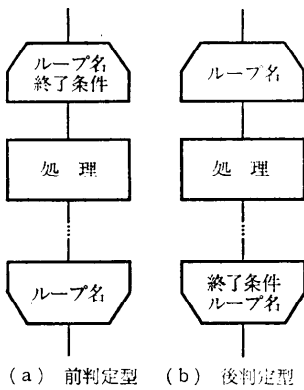 ループ名
終了条件
処 理
ループ名
(a) 前判定型
ループ名
処 理
終了条件
ループ名
(b) 後判定型